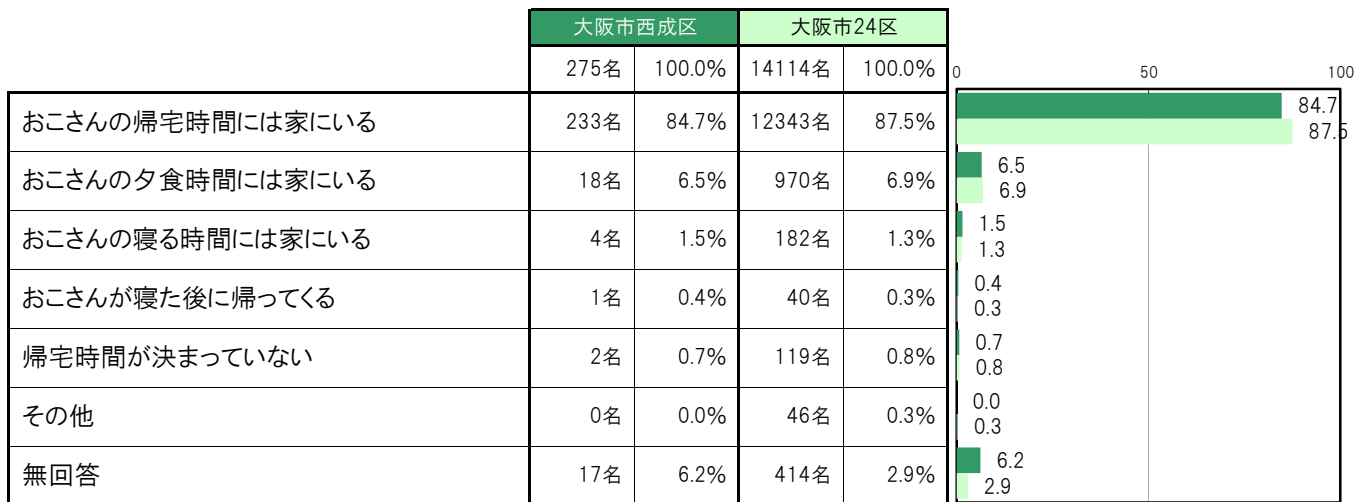 大阪市西成区 大阪市24区
275名 100.0% 14114名 100.0% 0 50 100
おこさんの帰宅時間には家にいる 233名 84.7% 12343名 87.5% 84.7
87.5
おこさんの夕食時間には家にいる 18名 6.5% 970名 6.9% 6.5
6.9
おこさんの寝る時間には家にいる 4名 1.5% 182名 1.3% 1.5
1.3
おこさんが寝た後に帰ってくる 1名 0.4% 40名 0.3% 0.4
0.3
帰宅時間が決まっていない 2名 0.7% 119名 0.8% 0.7
0.8
その他 0名 0.0% 46名 0.3% 0.0
0.3
無回答 17名 6.2% 414名 2.9% 6.2
2.9